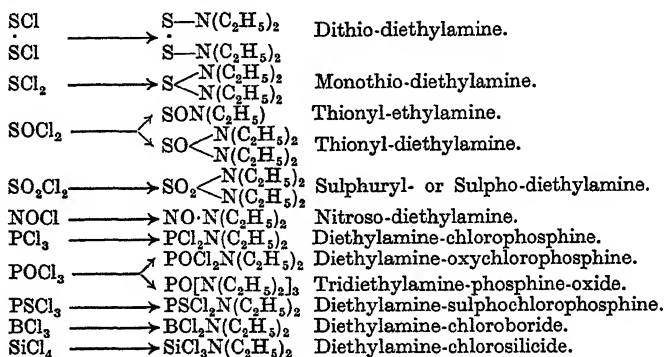 SCl S—N(C₂H₅)₂
· ⟶ · Dithio-diethylamine.
SCl S—N(C₂H₅)₂
SCl₂ ⟶ S< N(C₂H₅)₂ N(C₂H₅)₂ Monothio-diethylamine.
SOCl₂ ⟶ SON(C₂H₅) Thionyl-ethylamine.
SO< N(C₂H₅)₂ N(C₂H₅)₂ Thionyl-diethylamine.
SO₂Cl₂ ⟶ SO₂< N(C₂H₅)₂ N(C₂H₅)₂ Sulphuryl- or Sulpho-diethylamine.
NOCl ⟶ NO·N(C₂H₅)₂ Nitroso-diethylamine.
PCl₃ ⟶ PCl₂N(C₂H₅)₂ Diethylamine-chlorophosphine.
POCl₃ ⟶ POCl₂N(C₂H₅)₂ Diethylamine-oxychlorophosphine.
PO[N(C₂H₅)₂]₃ Tridiethylamine-phosphine-oxide.
PSCl₃ ⟶ PSCl₂N(C₂H₅)₂ Diethylamine-sulphochlorophosphine.
BCl₃ ⟶ BCl₂N(C₂H₅)₂ Diethylamine-chloroboride.
SiCl₄ ⟶ SiCl₃N(C₂H₅)₂ Diethylamine-chlorosilicide.